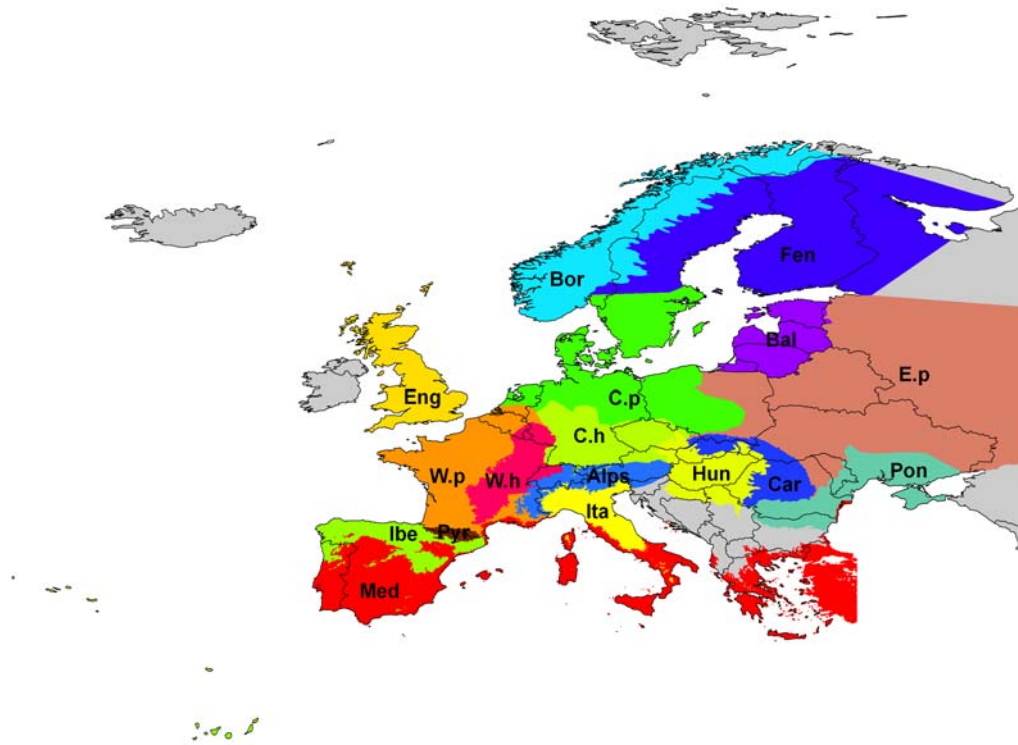 Fen
Bor
Bal
E.p
Eng
C.p
C.h
W.p
W.h
Alps
Hun
Car
Pon
Ita
Ibe
Pyr
Med